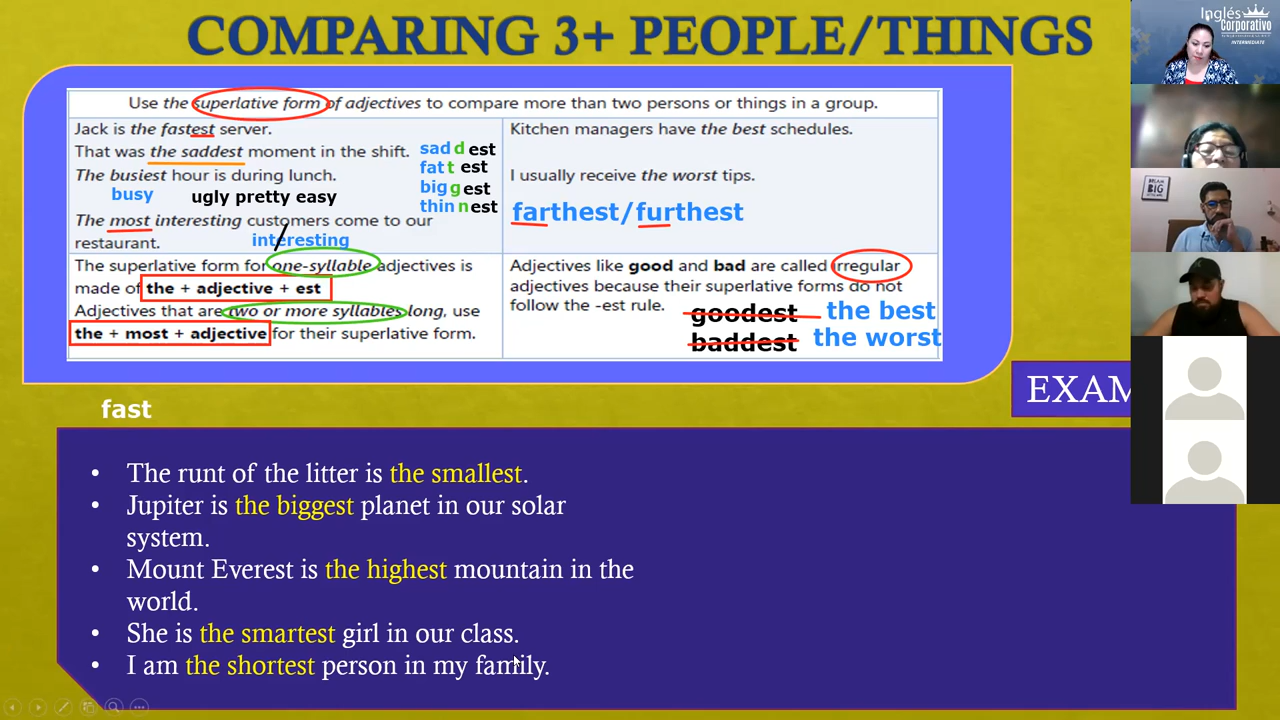 COMPARING 3+ PEOPLE/THINGS
Use the superlative form of adjectives to compare more than two persons or things in a group.
Jack is the fastest server.
That was the saddest moment in the shift.
The busiest hour is during lunch.
busy
ugly pretty easy
The most interesting customers come to our
restaurant.
interesting
sad d est
fat t est
big g est
thin n est
Kitchen managers have the best schedules.
I usually receive the worst tips.
farthest/furthest
The superlative form for one-syllable adjectives is
made of the + adjective + est
Adjectives that are two or more syllables long, use
the + most + adjective for their superlative form.
Adjectives like good and bad are called irregular
adjectives because their superlative forms do not
follow the -est rule.
goodest the best
baddest the worst
EXAM
fast
• The runt of the litter is the smallest.
• Jupiter is the biggest planet in our solar
system.
• Mount Everest is the highest mountain in the
world.
• She is the smartest girl in our class.
• I am the shortest person in my family.
Inglés
Corporativo
INTERMEDIATE
DREAM
BIG